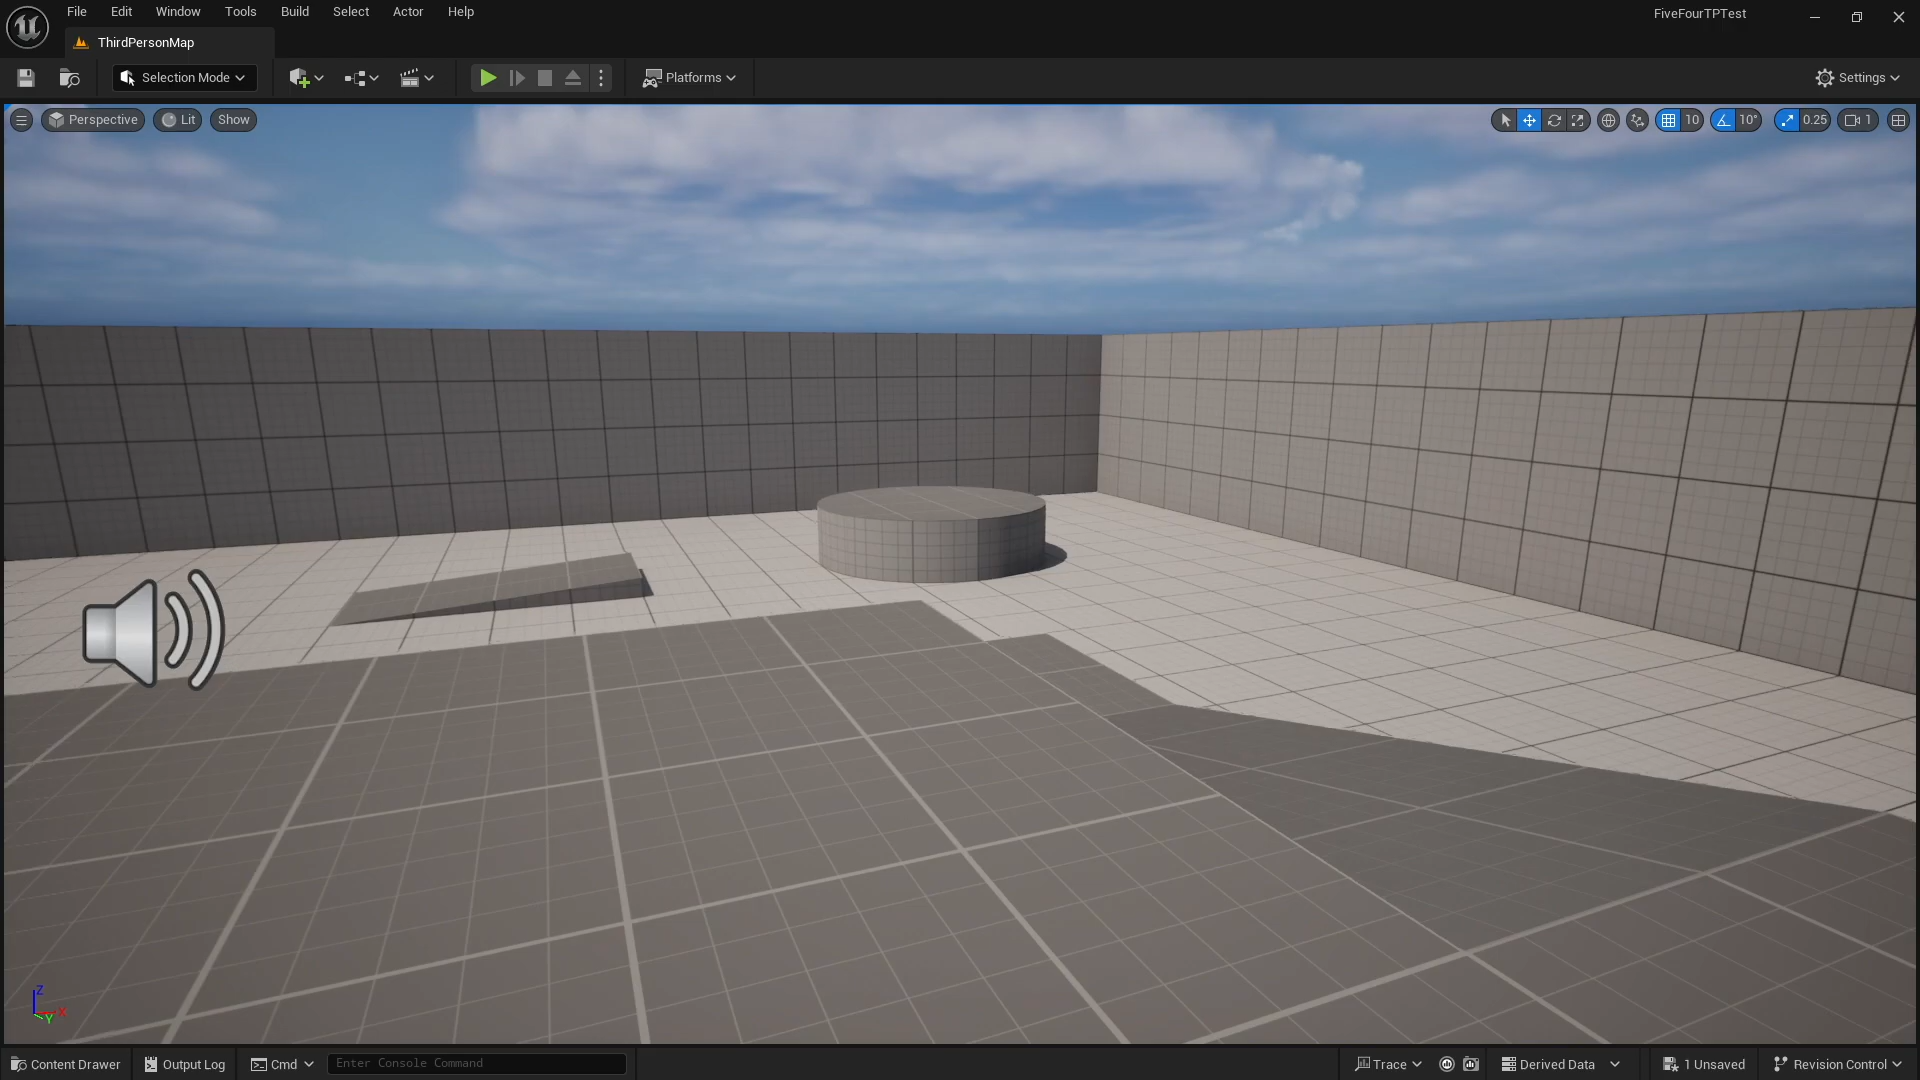 File Edit Window Tools Build Select Actor Help
FiveFourTPTest
ThirdPersonMap
Selection Mode
Platforms
Settings
Perspective Lit Show
10 10° 0.25 1
Z
X
Y
Content Drawer Output Log Cmd Enter Console Command
Trace Derived Data 1 Unsaved Revision Control